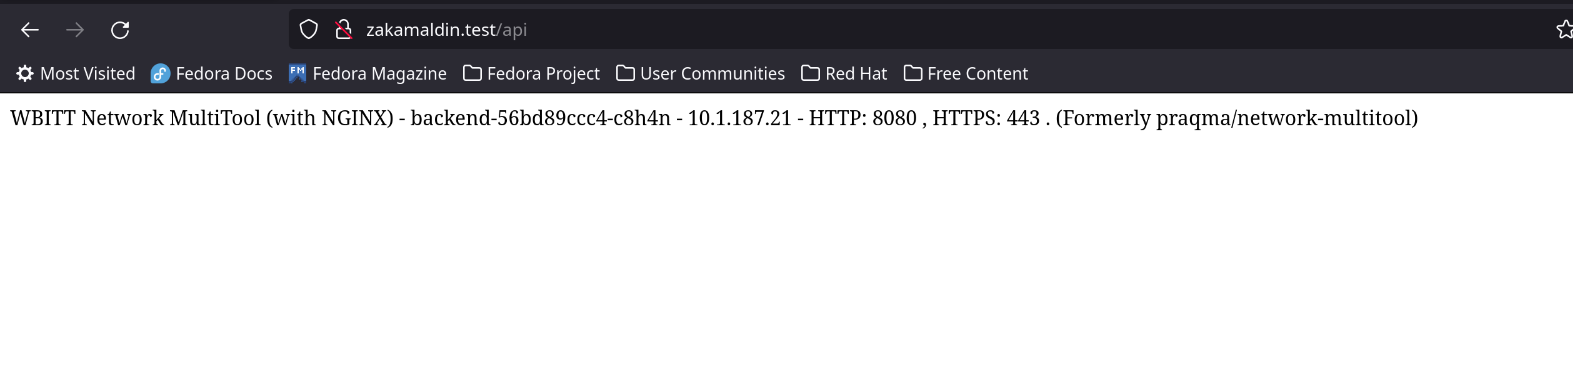 zakamaldin.test/api
Most Visited Fedora Docs FM Fedora Magazine Fedora Project User Communities Red Hat Free Content
WBITT Network MultiTool (with NGINX) - backend-56bd89ccc4-c8h4n - 10.1.187.21 - HTTP: 8080 , HTTPS: 443 . (Formerly praqma/network-multitool)